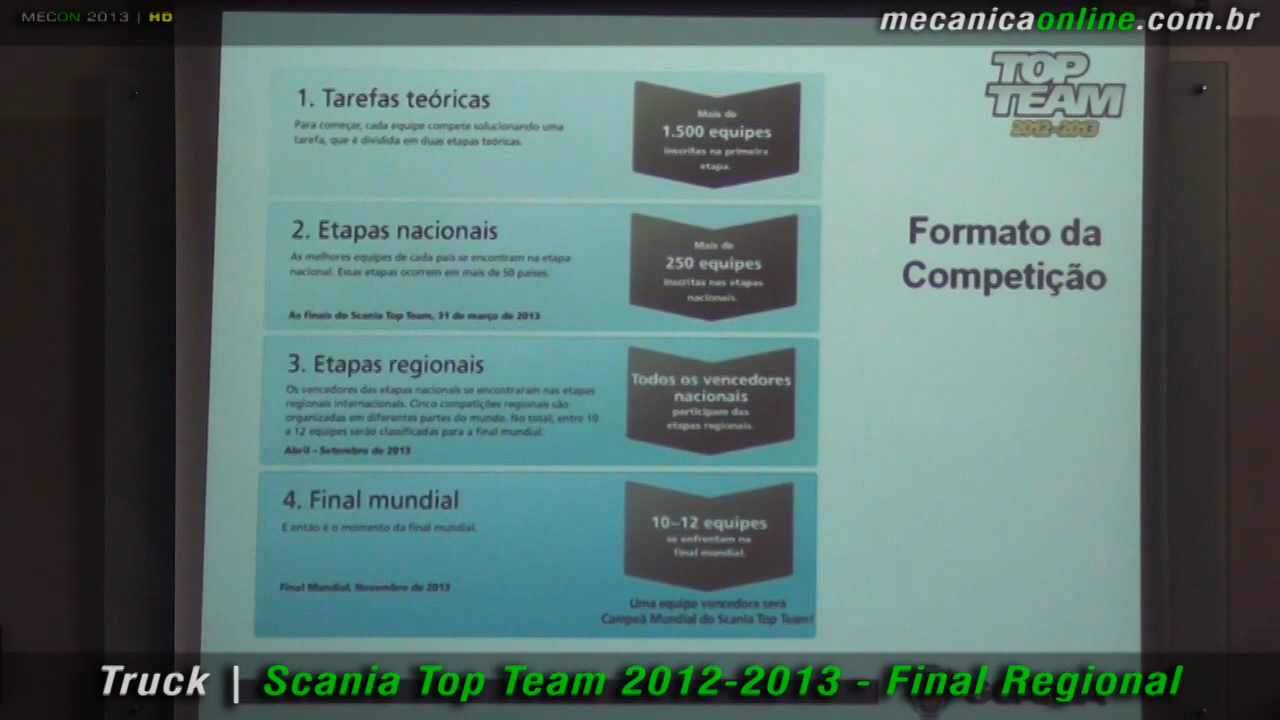 MECON 2013 | HD
mecanicaonline.com.br
TOP
TEAM
2012-2013
Formato da
Competição
1. Tarefas teóricas
Para começar, cada equipe compete solucionando uma
tarefa, que é dividida em duas etapas teóricas.
Mais de
1.500 equipes
inscritas na primeira
etapa.
2. Etapas nacionais
As melhores equipes de cada país se encontram na etapa
nacional. Essas etapas ocorrem em mais de 50 países.
As finais do Scania Top Team, 31 de março de 2013
Mais de
250 equipes
inscritas nas etapas
nacionais.
3. Etapas regionais
Os vencedores das etapas nacionais se encontraram nas etapas
regionais internacionais. Cinco competições regionais são
organizadas em diferentes partes do mundo. No total, entre 10
a 12 equipes serão classificadas para a final mundial.
Abril - Setembro de 2013
Todos os vencedores
nacionais
participam das
etapas regionais.
4. Final mundial
E então é o momento da final mundial.
Final Mundial, Novembro de 2013
10–12 equipes
se enfrentam na
final mundial.
Uma equipe vencedora será
Campeã Mundial do Scania Top Team!
Truck | Scania Top Team 2012-2013 - Final Regional